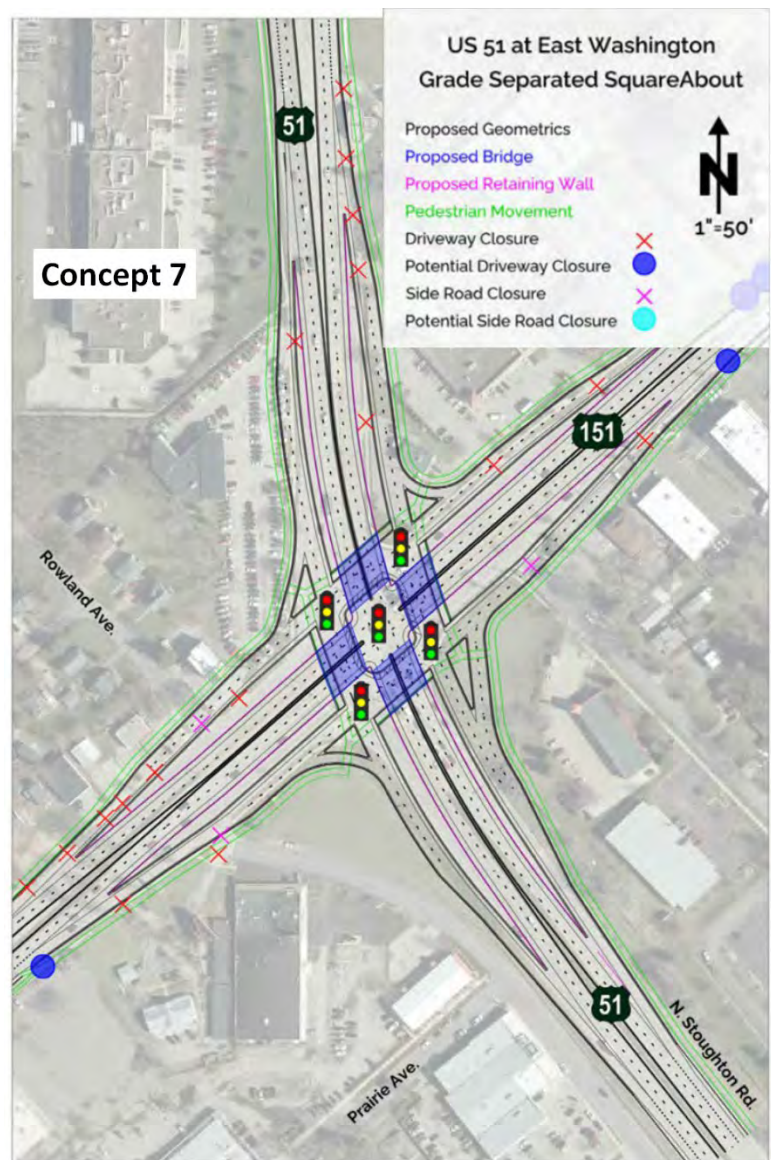 US 51 at East Washington
Grade Separated SquareAbout
Proposed Geometrics
Proposed Bridge
Proposed Retaining Wall
Pedestrian Movement
Driveway Closure
Potential Driveway Closure
Side Road Closure
Potential Side Road Closure
N
1"=50'
51
Concept 7
151
Rowland Ave.
51
N. Stoughton Rd.
Prairie Ave.